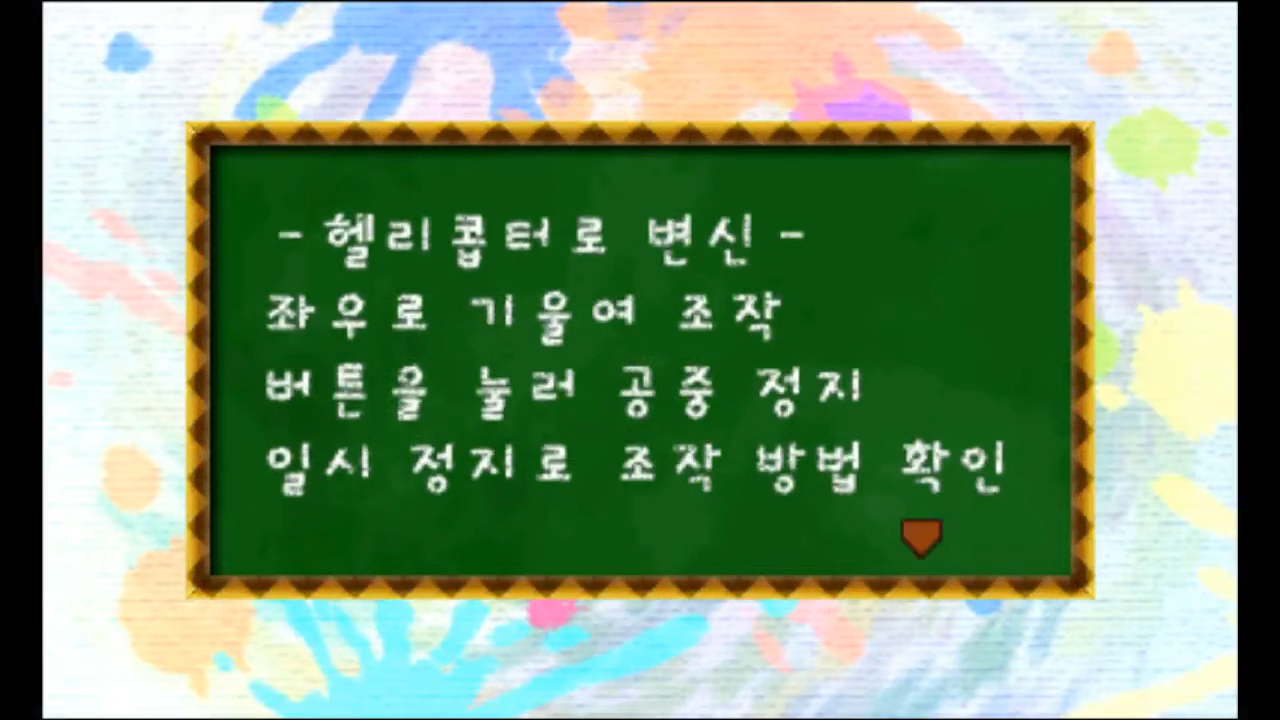 - 헬리콥터로 변신 -
좌우로 기울여 조작
버튼을 눌러 공중 정지
일시 정지로 조작 방법 확인